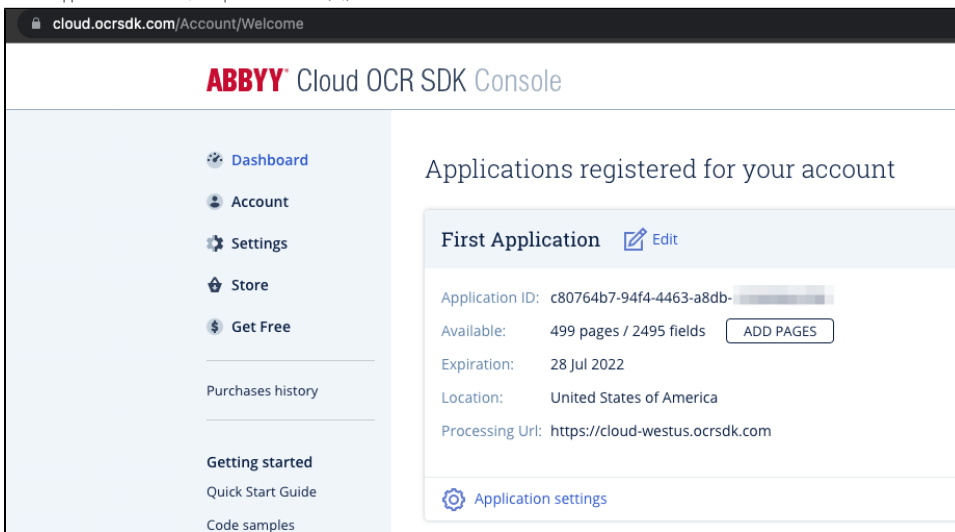 cloud.ocrsdk.com/Account/Welcome
ABBYY Cloud OCR SDK Console
Dashboard
Account
Settings
Store
Get Free
Purchases history
Getting started
Quick Start Guide
Code samples
Applications registered for your account
First Application Edit
Application ID: c80764b7-94f4-4463-a8db-
Available: 499 pages / 2495 fields ADD PAGES
Expiration: 28 Jul 2022
Location: United States of America
Processing Url: https://cloud-westus.ocrsdk.com
Application settings